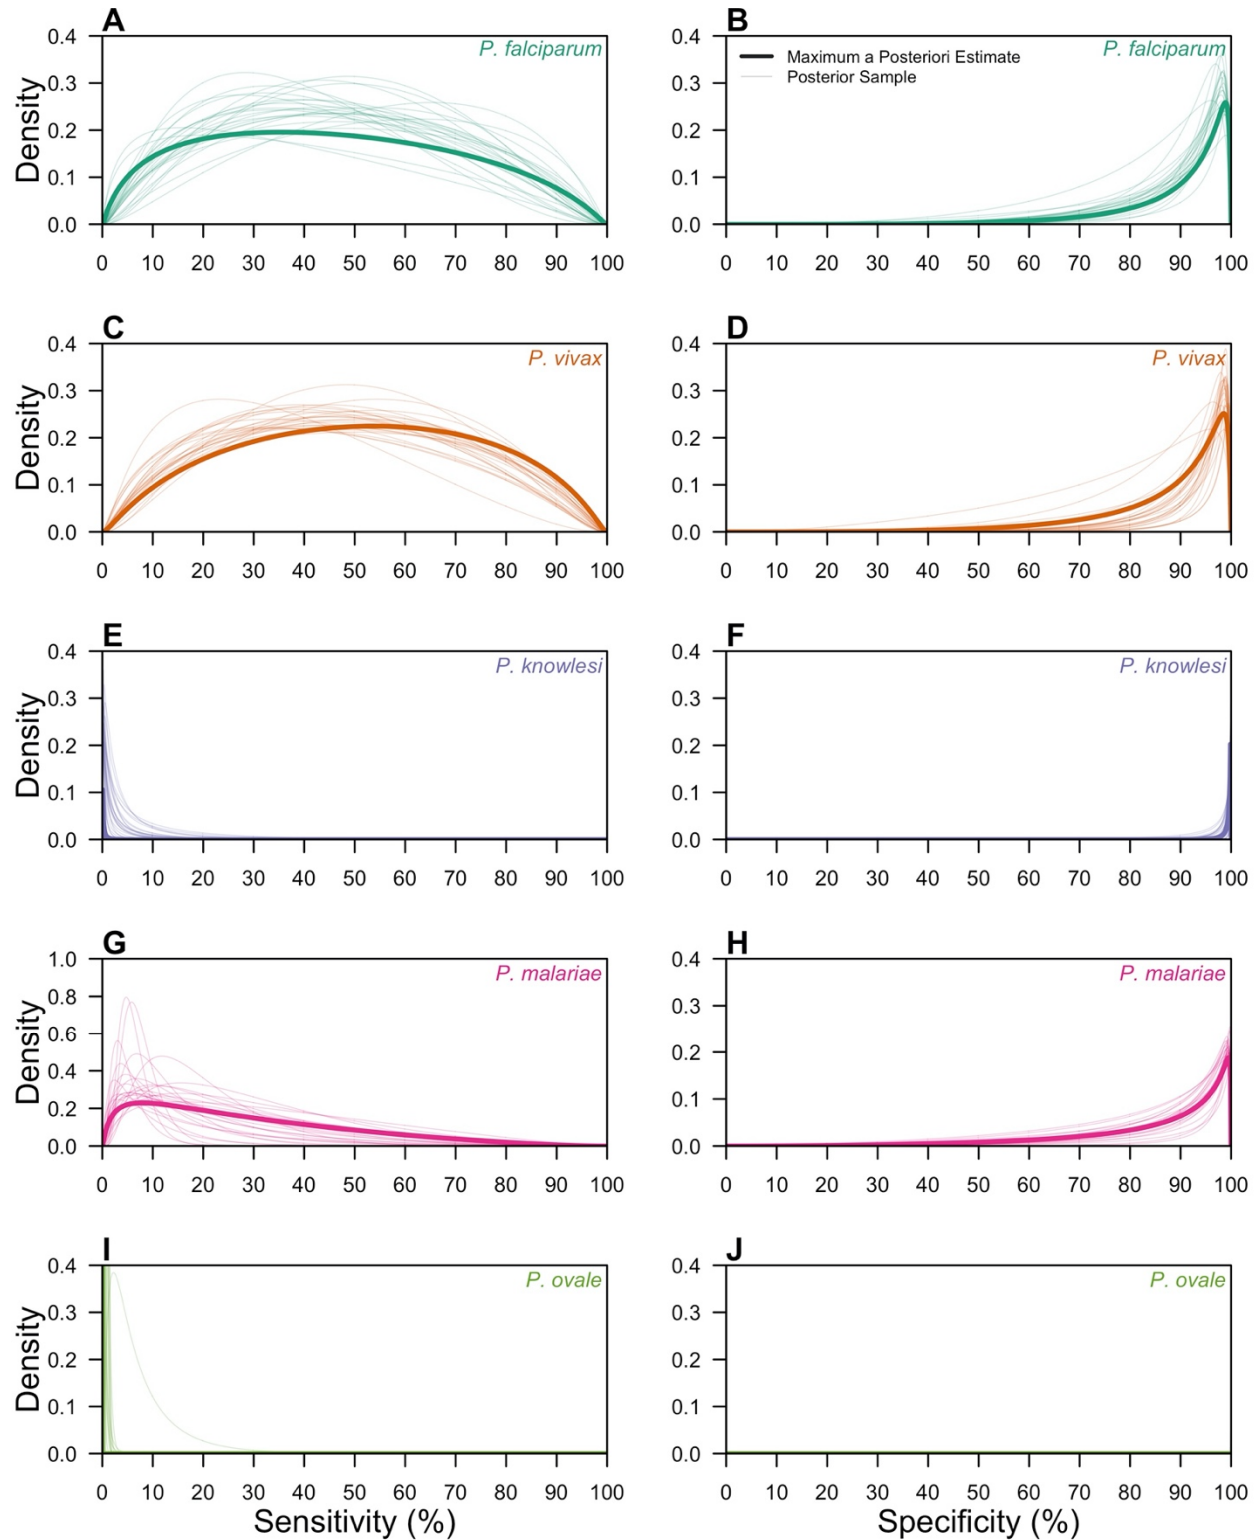 A
B
0.4
0.3
0.2
0.1
0.0
Density
P. falciparum
0 10 20 30 40 50 60 70 80 90 100
0.4
0.3
0.2
0.1
0.0
Maximum a Posteriori Estimate
Posterior Sample
P. falciparum
0 10 20 30 40 50 60 70 80 90 100
C
D
0.4
0.3
0.2
0.1
0.0
Density
P. vivax
0 10 20 30 40 50 60 70 80 90 100
0.4
0.3
0.2
0.1
0.0
P. vivax
0 10 20 30 40 50 60 70 80 90 100
E
F
0.4
0.3
0.2
0.1
0.0
Density
P. knowlesi
0 10 20 30 40 50 60 70 80 90 100
0.4
0.3
0.2
0.1
0.0
P. knowlesi
0 10 20 30 40 50 60 70 80 90 100
G
H
1.0
0.8
0.6
0.4
0.2
0.0
Density
P. malariae
0 10 20 30 40 50 60 70 80 90 100
0.4
0.3
0.2
0.1
0.0
P. malariae
0 10 20 30 40 50 60 70 80 90 100
I
J
0.4
0.3
0.2
0.1
0.0
Density
P. ovale
0 10 20 30 40 50 60 70 80 90 100
Sensitivity (%)
0.4
0.3
0.2
0.1
0.0
P. ovale
0 10 20 30 40 50 60 70 80 90 100
Specificity (%)